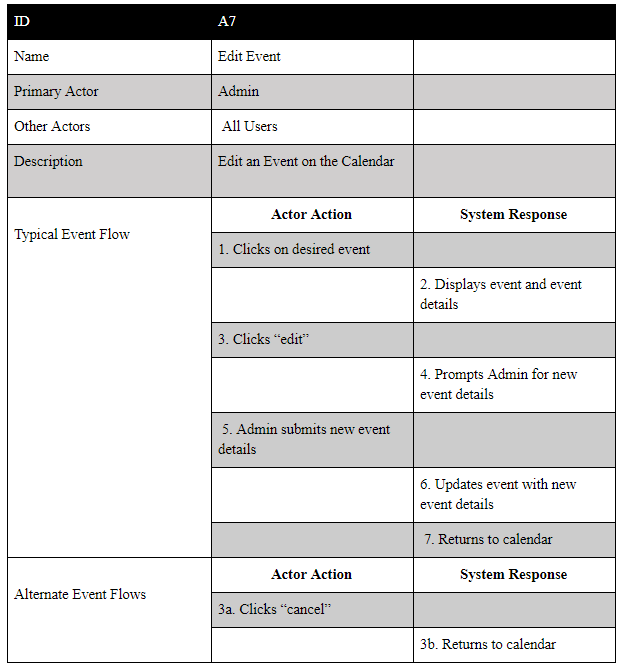 ID A7
Name Edit Event
Primary Actor Admin
Other Actors All Users
Description Edit an Event on the Calendar
Typical Event Flow
Actor Action System Response
1. Clicks on desired event
2. Displays event and event
details
3. Clicks “edit”
4. Prompts Admin for new
event details
5. Admin submits new event
details
6. Updates event with new
event details
7. Returns to calendar
Alternate Event Flows
Actor Action System Response
3a. Clicks “cancel”
3b. Returns to calendar